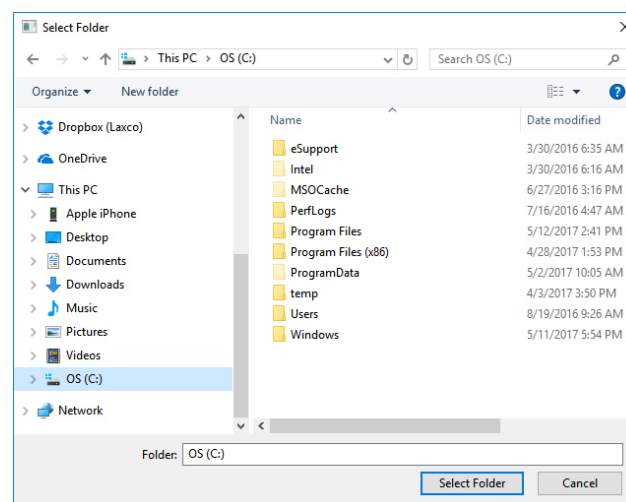 Select Folder
This PC > OS (C:)
Search OS (C:)
Organize
New folder
?
Dropbox (Laxco)
OneDrive
This PC
Apple iPhone
Desktop
Documents
Downloads
Music
Pictures
Videos
OS (C:)
Network
Name Date modified
eSupport 3/30/2016 6:35 AM
Intel 3/30/2016 6:16 AM
MSOCache 6/27/2016 3:16 PM
PerfLogs 7/16/2016 4:47 AM
Program Files 5/12/2017 2:41 PM
Program Files (x86) 4/28/2017 1:53 PM
ProgramData 5/2/2017 10:05 AM
temp 4/3/2017 3:50 PM
Users 8/19/2016 9:26 AM
Windows 5/11/2017 5:54 PM
Folder: OS (C:)
Select Folder
Cancel